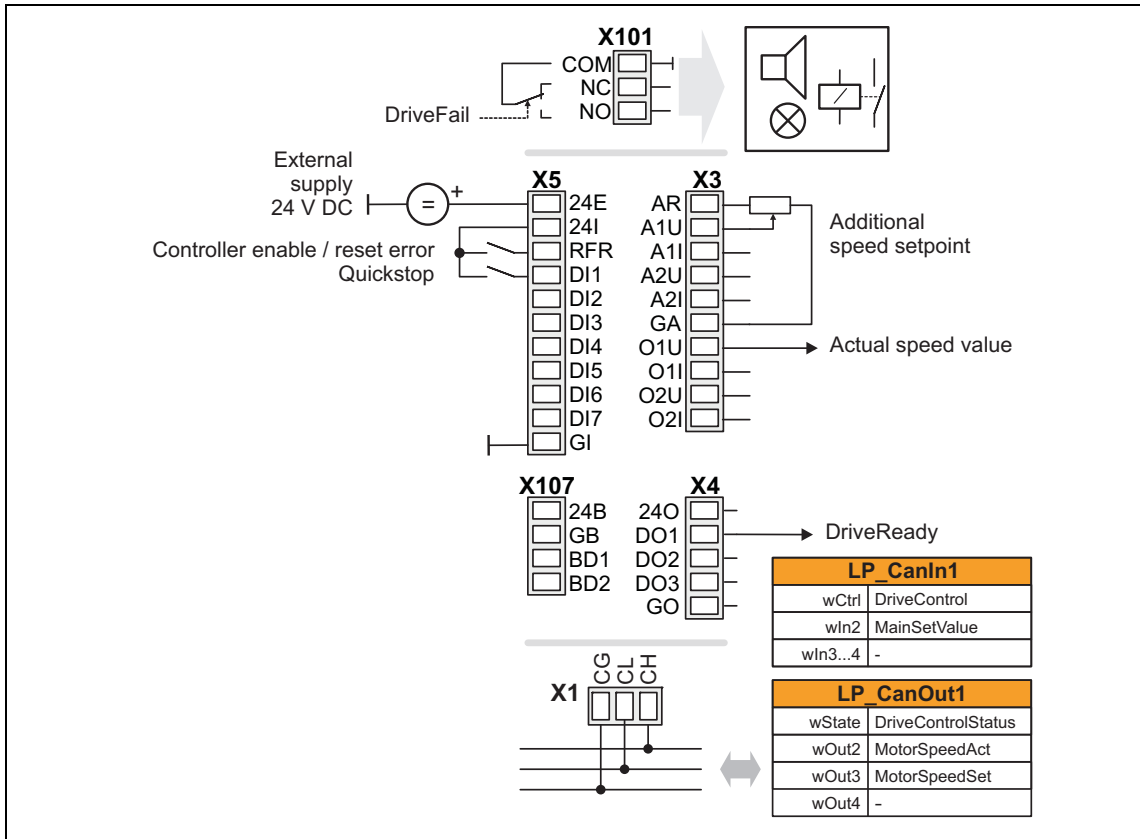 X101
COM
NC
NO
DriveFail
External
supply
24 V DC
=
+
Controller enable / reset error
Quickstop
X5
24E
24I
RFR
DI1
DI2
DI3
DI4
DI5
DI6
DI7
GI
X3
AR
A1U
A1I
A2U
A2I
GA
O1U
O1I
O2U
O2I
Additional
speed setpoint
Actual speed value
X107
24B
GB
BD1
BD2
X4
24O
DO1
DO2
DO3
GO
DriveReady
LP_CanIn1
wCtrl DriveControl
wIn2 MainSetValue
wIn3...4 -
X1
CG
CL
CH
LP_CanOut1
wState DriveControlStatus
wOut2 MotorSpeedAct
wOut3 MotorSpeedSet
wOut4 -